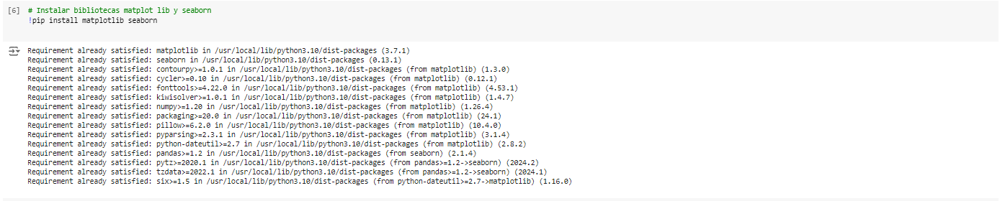 [6] # Instalar bibliotecas matplot lib y seaborn
!pip install matplotlib seaborn
Requirement already satisfied: matplotlib in /usr/local/lib/python3.10/dist-packages (3.7.1)
Requirement already satisfied: seaborn in /usr/local/lib/python3.10/dist-packages (0.13.1)
Requirement already satisfied: contourpy>=1.0.1 in /usr/local/lib/python3.10/dist-packages (from matplotlib) (1.3.0)
Requirement already satisfied: cycler>=0.10 in /usr/local/lib/python3.10/dist-packages (from matplotlib) (0.12.1)
Requirement already satisfied: fonttools>=4.22.0 in /usr/local/lib/python3.10/dist-packages (from matplotlib) (4.53.1)
Requirement already satisfied: kiwisolver>=1.0.1 in /usr/local/lib/python3.10/dist-packages (from matplotlib) (1.4.7)
Requirement already satisfied: numpy>=1.20 in /usr/local/lib/python3.10/dist-packages (from matplotlib) (1.26.4)
Requirement already satisfied: packaging>=20.0 in /usr/local/lib/python3.10/dist-packages (from matplotlib) (24.1)
Requirement already satisfied: pillow>=6.2.0 in /usr/local/lib/python3.10/dist-packages (from matplotlib) (10.4.0)
Requirement already satisfied: pyparsing>=2.3.1 in /usr/local/lib/python3.10/dist-packages (from matplotlib) (3.1.4)
Requirement already satisfied: python-dateutil>=2.7 in /usr/local/lib/python3.10/dist-packages (from matplotlib) (2.8.2)
Requirement already satisfied: pandas>=1.2 in /usr/local/lib/python3.10/dist-packages (from seaborn) (2.1.4)
Requirement already satisfied: pytz>=2020.1 in /usr/local/lib/python3.10/dist-packages (from pandas>=1.2->seaborn) (2024.2)
Requirement already satisfied: tzdata>=2022.1 in /usr/local/lib/python3.10/dist-packages (from pandas>=1.2->seaborn) (2024.1)
Requirement already satisfied: six>=1.5 in /usr/local/lib/python3.10/dist-packages (from python-dateutil>=2.7->matplotlib) (1.16.0)